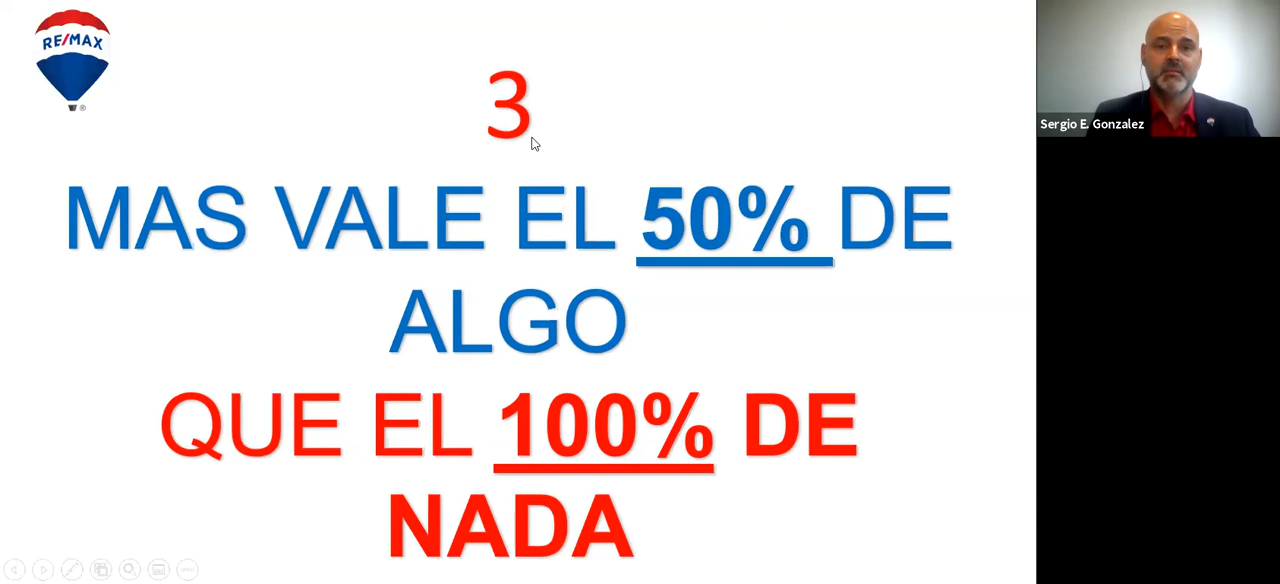 RE/MAX
3
MAS VALE EL 50% DE
ALGO
QUE EL 100% DE
NADA
Sergio E. Gonzalez